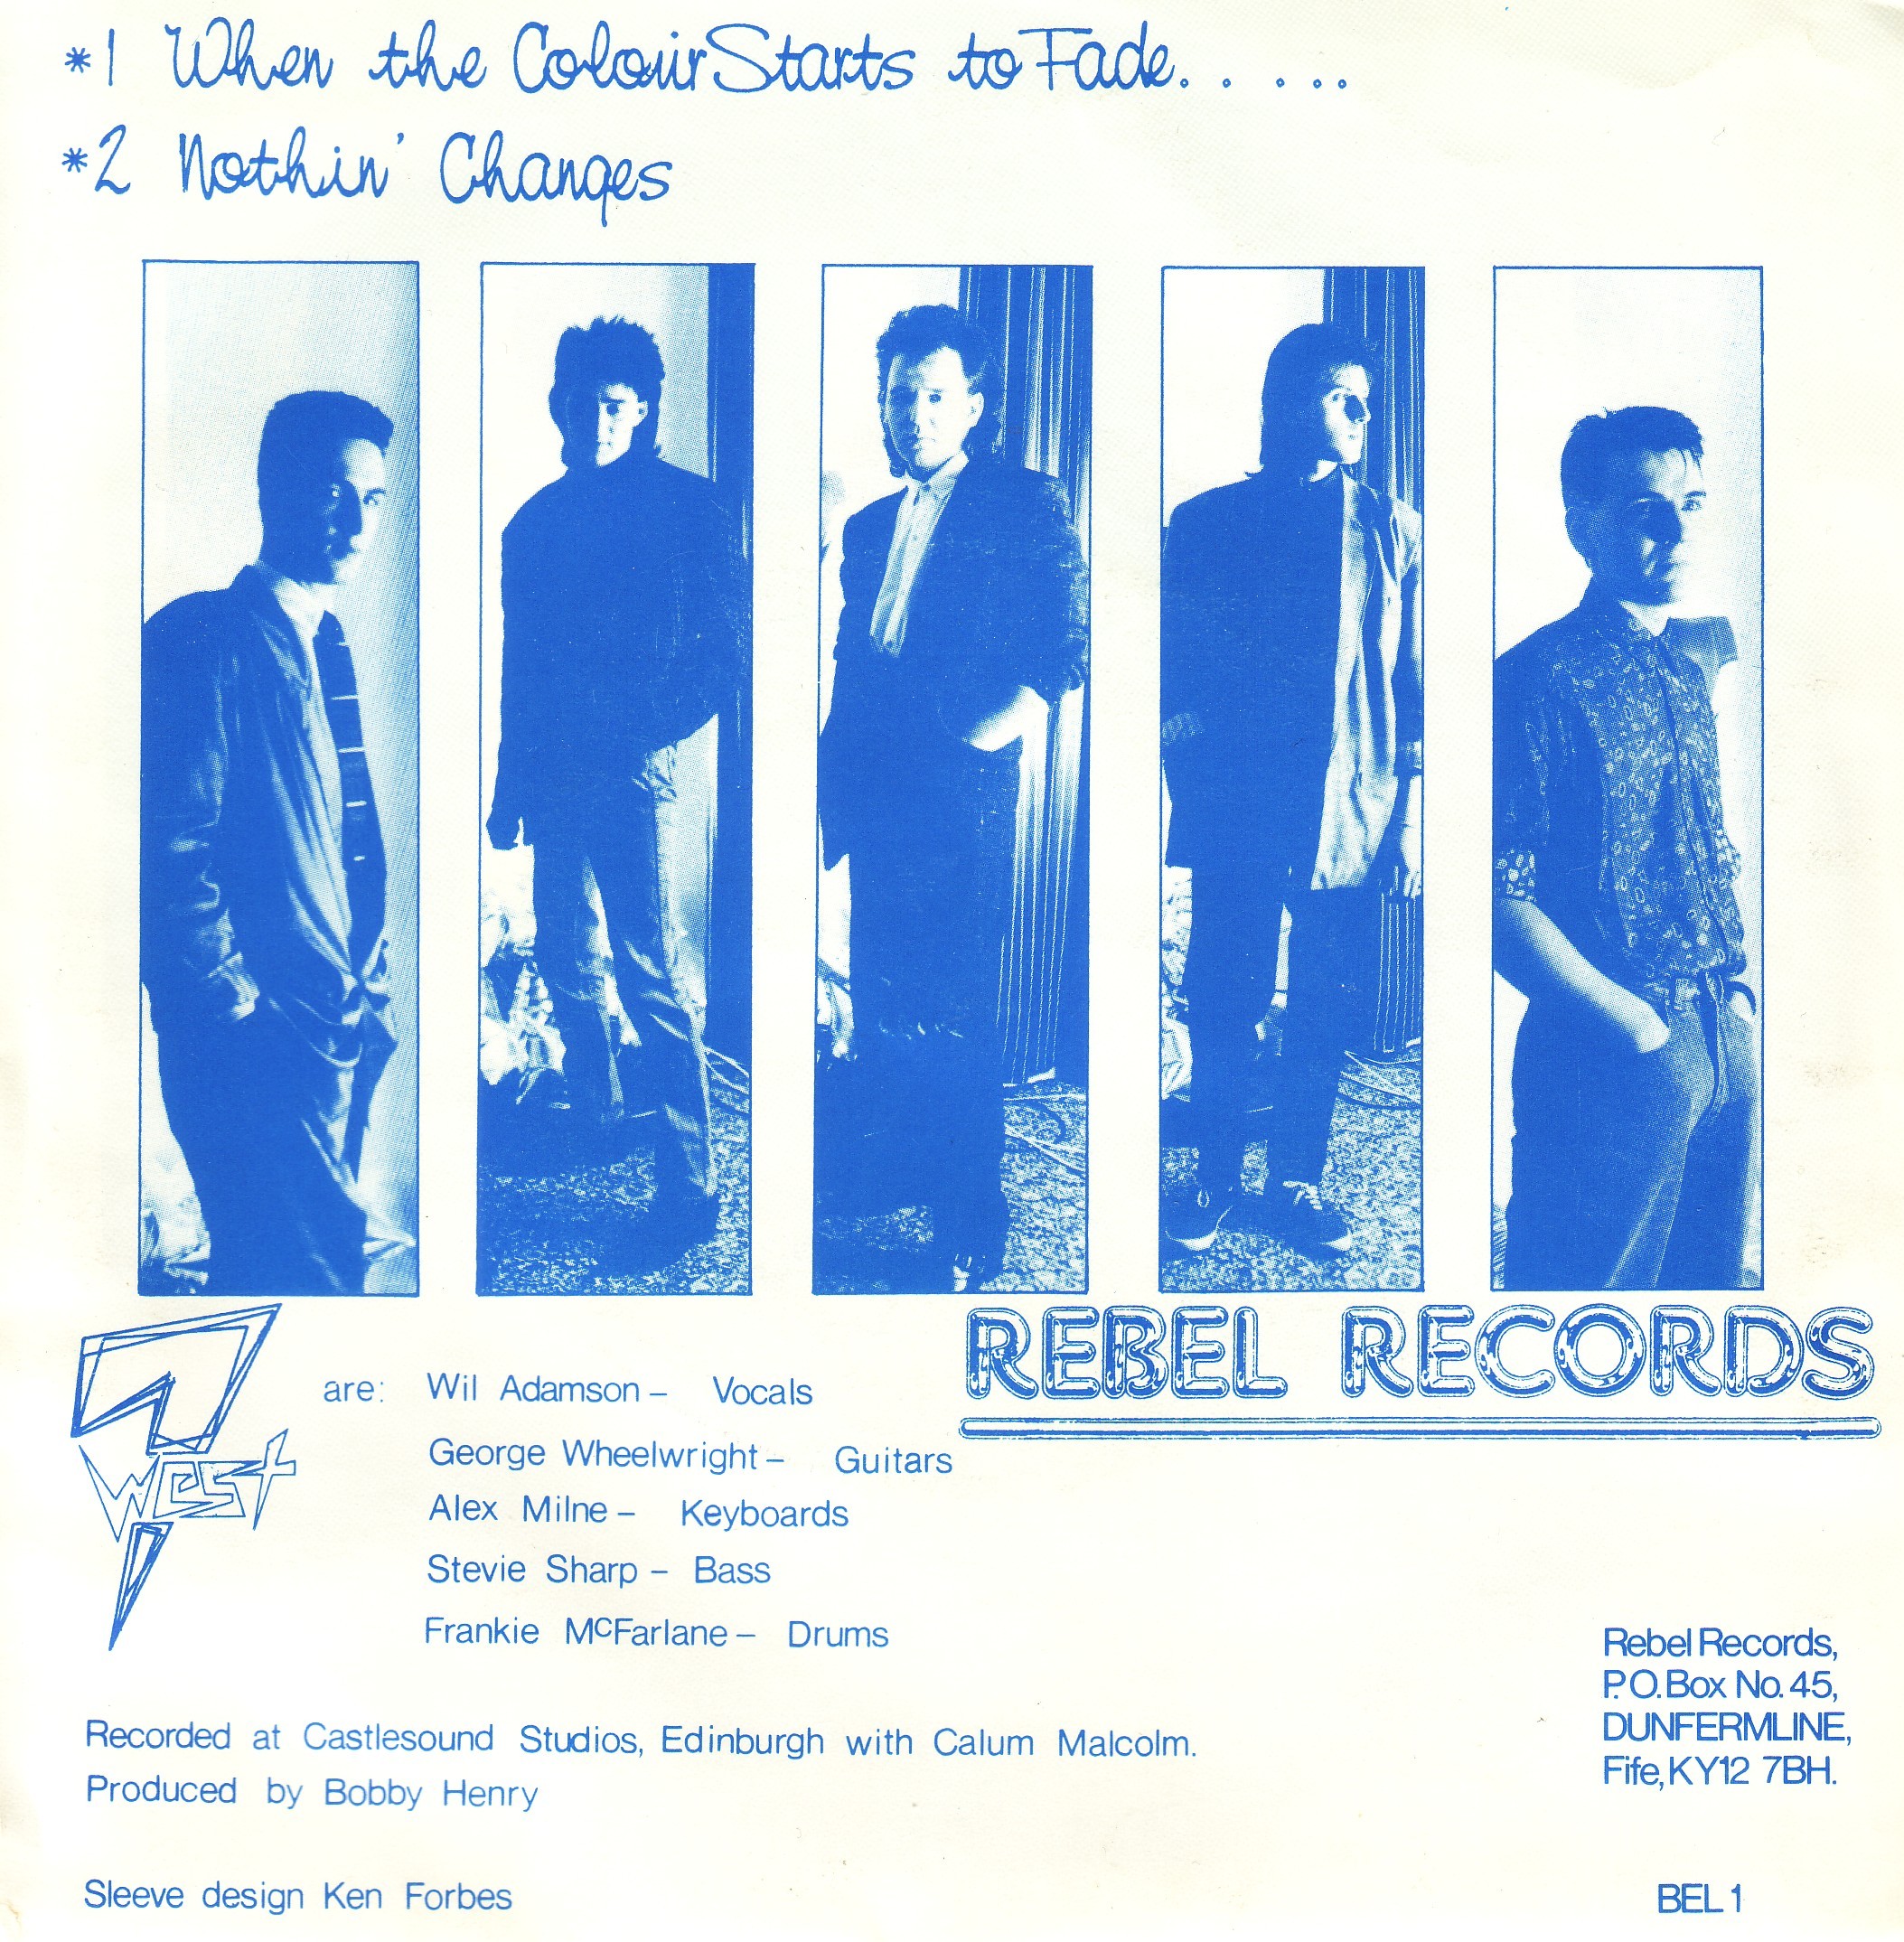 *1 When the Colour Starts to Fade. . . . . .
*2 Nothin' Changes
REBEL RECORDS
West
are: Wil Adamson – Vocals
George Wheelwright – Guitars
Alex Milne – Keyboards
Stevie Sharp – Bass
Frankie McFarlane – Drums
Recorded at Castlesound Studios, Edinburgh with Calum Malcolm.
Produced by Bobby Henry
Sleeve design Ken Forbes
Rebel Records,
P.O. Box No. 45,
DUNFERMLINE,
Fife, KY12 7BH.
BEL 1